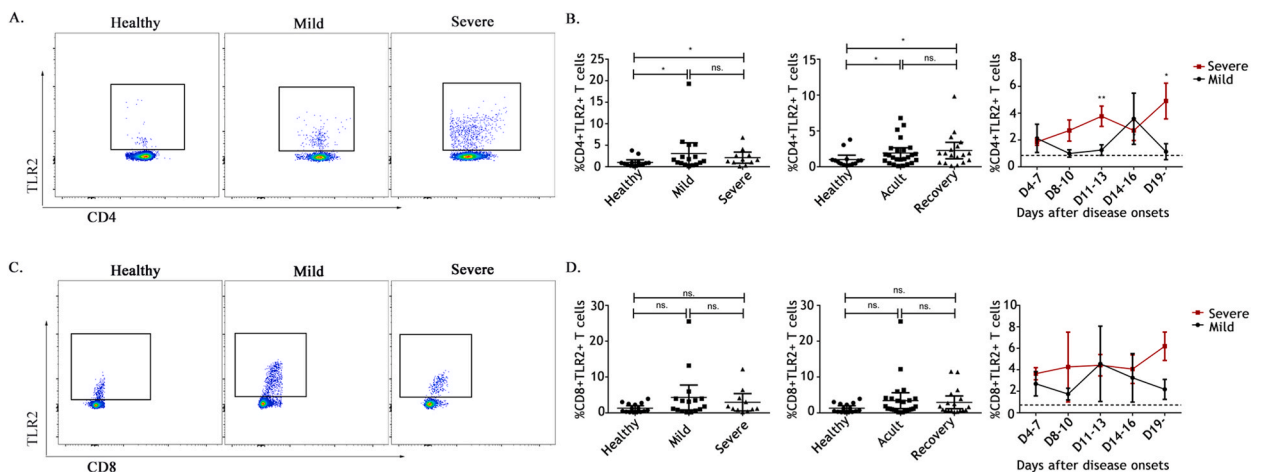 A.
Healthy Mild Severe
TLR2
CD4
B.
%CD4+TLR2+ T cells
25
20
15
10
5
0
*
* ns.
Healthy Mild Severe
%CD4+TLR2+ T cells
15
10
5
0
*
* ns.
Healthy Acult Recovery
%CD4+TLR2+ T cells
8
6
4
2
0
** *
Severe
Mild
D4-7 D8-10 D11-13 D14-16 D19-
Days after disease onsets
C.
Healthy Mild Severe
TLR2
CD8
D.
%CD8+TLR2+ T cells
30
20
10
0
ns.
ns. ns.
Healthy Mild Severe
%CD8+TLR2+ T cells
30
20
10
0
ns.
ns. ns.
Healthy Acult Recovery
%CD8+TLR2+ T cells
10
8
6
4
2
0
Severe
Mild
D4-7 D8-10 D11-13 D14-16 D19-
Days after disease onsets